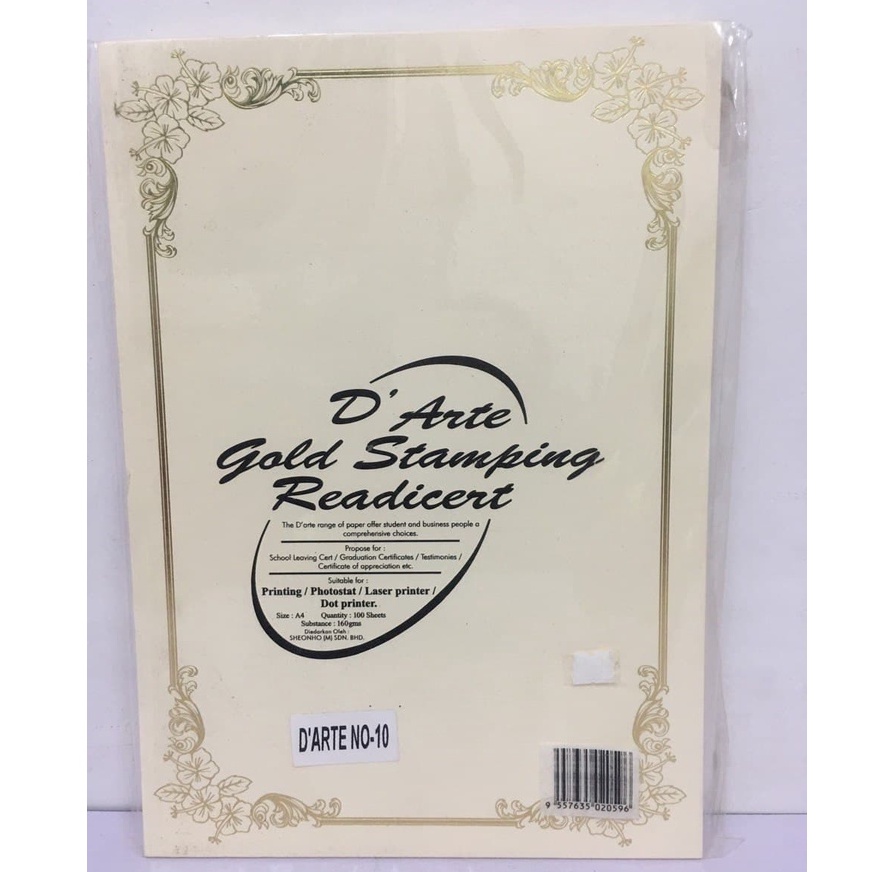 D' Arte
Gold Stamping
Readicert
The D'arte range of paper offer student and business people a
comprehensive choices.
Propose for :
School Leaving Cert / Graduation Certificates / Testimonies /
Certificate of appreciation etc.
Suitable for :
Printing / Photostat / Laser printer /
Dot printer.
Size : A4 Quantity : 100 Sheets
Substance : 160gms
Diedarkan Oleh :
SHEONHO (M) SDN. BHD.
D'ARTE NO-10
9 557635 020596